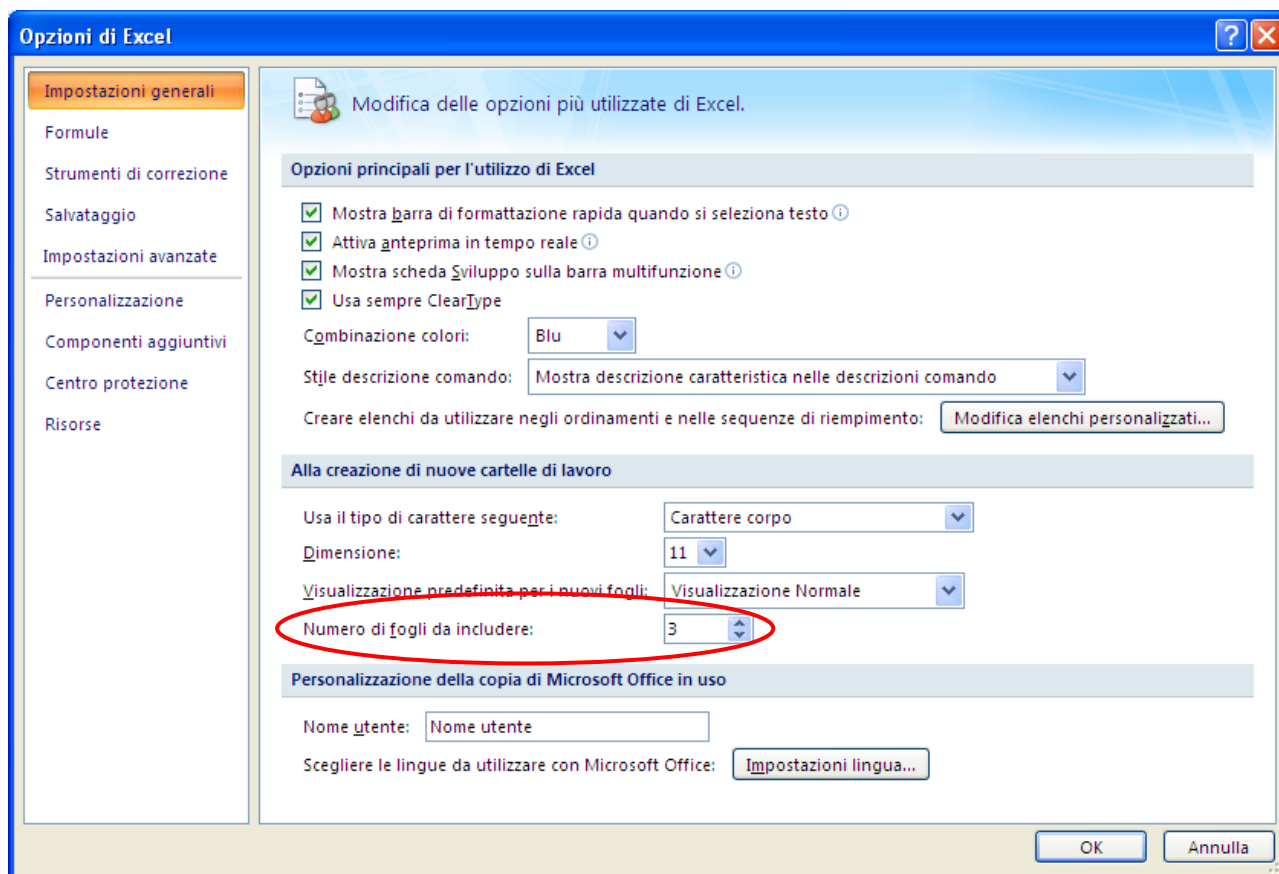 Opzioni di Excel
Impostazioni generali
Formule
Strumenti di correzione
Salvataggio
Impostazioni avanzate
Personalizzazione
Componenti aggiuntivi
Centro protezione
Risorse
Modifica delle opzioni più utilizzate di Excel.
Opzioni principali per l'utilizzo di Excel
Mostra barra di formattazione rapida quando si seleziona testo
Attiva anteprima in tempo reale
Mostra scheda Sviluppo sulla barra multifunzione
Usa sempre ClearType
Combinazione colori: Blu
Stile descrizione comando: Mostra descrizione caratteristica nelle descrizioni comando
Creare elenchi da utilizzare negli ordinamenti e nelle sequenze di riempimento: Modifica elenchi personalizzati...
Alla creazione di nuove cartelle di lavoro
Usa il tipo di carattere seguente: Carattere corpo
Dimensione: 11
Visualizzazione predefinita per i nuovi fogli: Visualizzazione Normale
Numero di fogli da includere: 3
Personalizzazione della copia di Microsoft Office in uso
Nome utente: Nome utente
Scegliere le lingue da utilizzare con Microsoft Office: Impostazioni lingua...
OK Annulla